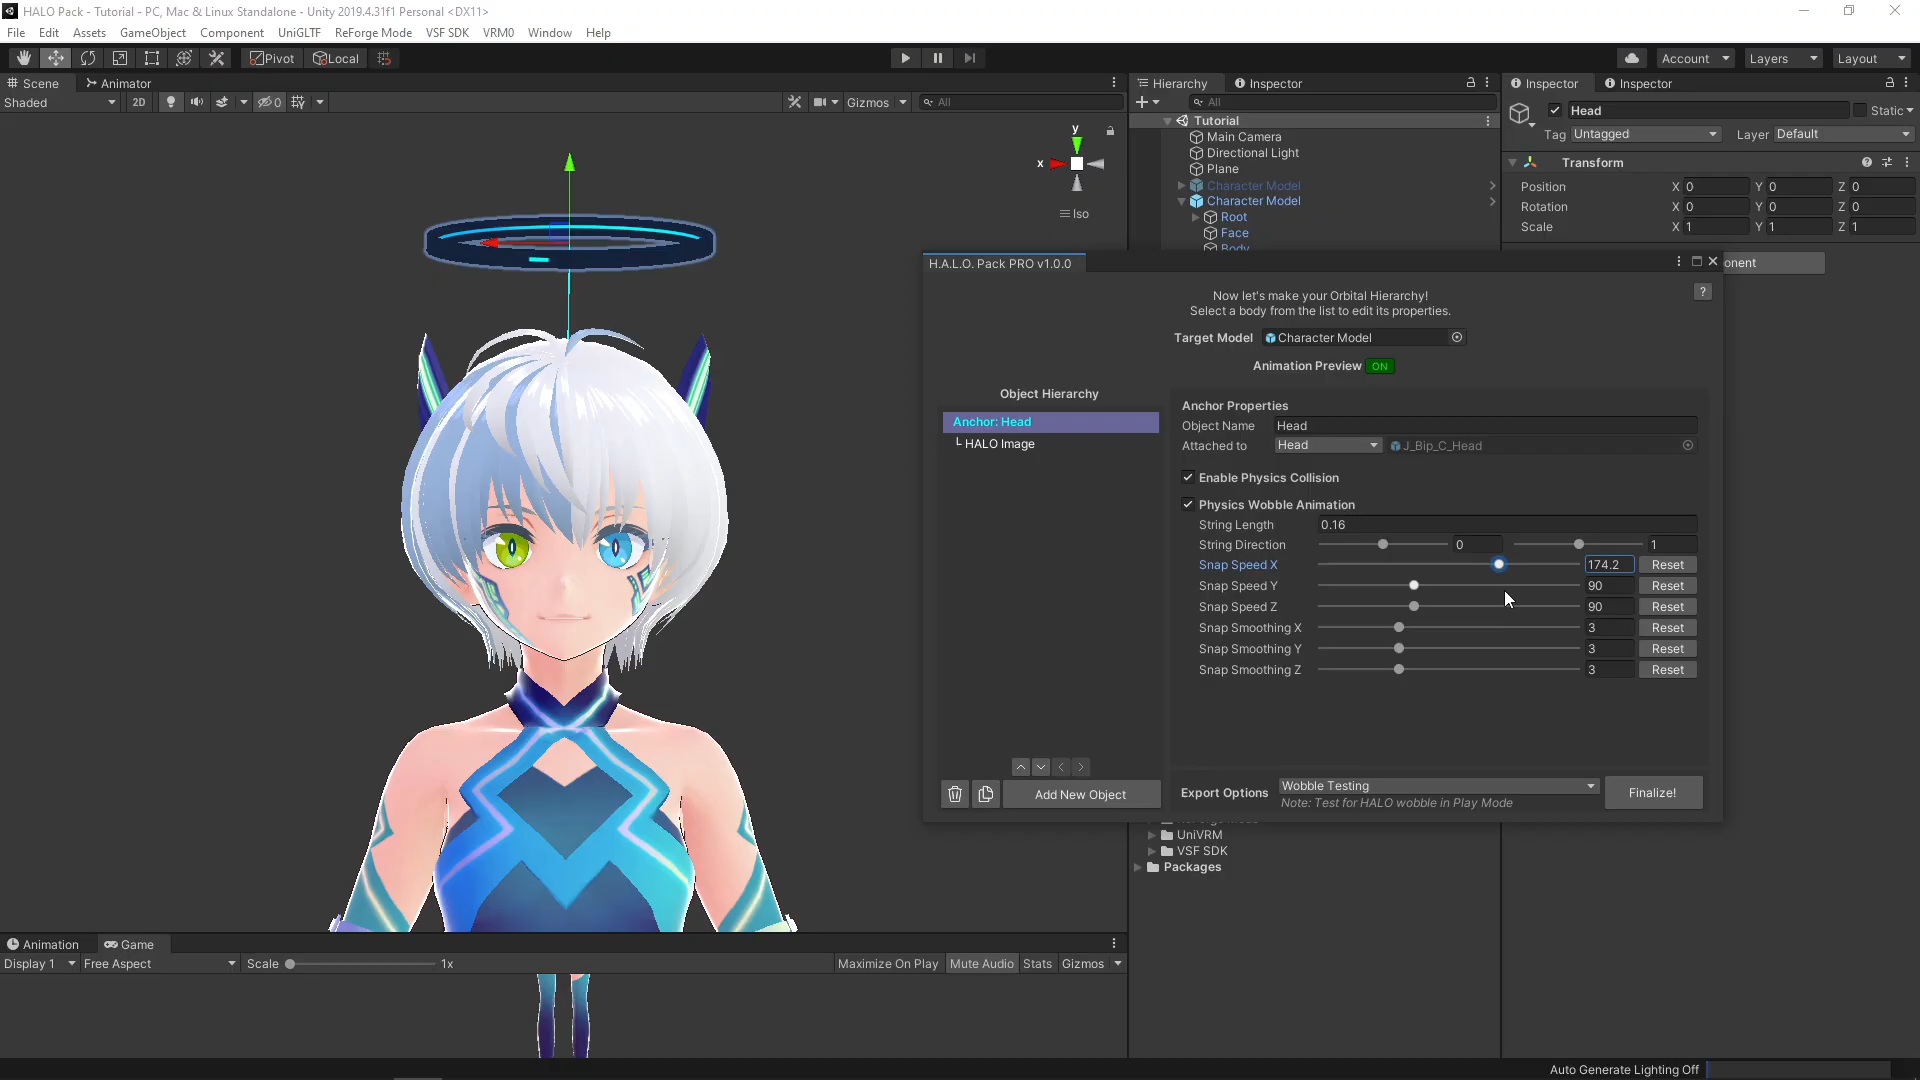 HALO Pack - Tutorial - PC, Mac & Linux Standalone - Unity 2019.4.31f1 Personal <DX11>
File Edit Assets GameObject Component UniGLTF ReForge Mode VSF SDK VRM0 Window Help
Pivot Local Account Layers Layout
Scene Animator Hierarchy Inspector Inspector Inspector
Shaded 2D 0 Gizmos All All
Head Static
Tutorial
y
Tag Untagged Layer Default
Main Camera
Directional Light
x
Transform
Plane
Character Model
Position X 0 Y 0 Z 0
Character Model
Rotation X 0 Y 0 Z 0
Iso
Root
Scale X 1 Y 1 Z 1
Face
Body
H.A.L.O. Pack PRO v1.0.0
onent
Now let's make your Orbital Hierarchy!
?
Select a body from the list to edit its properties.
Target Model Character Model
Animation Preview ON
Object Hierarchy
Anchor: Head
└ HALO Image
Anchor Properties
Object Name Head
Attached to Head J_Bip_C_Head
Enable Physics Collision
Physics Wobble Animation
String Length 0.16
String Direction 0 1
Snap Speed X 174.2 Reset
Snap Speed Y 90 Reset
Snap Speed Z 90 Reset
Snap Smoothing X 3 Reset
Snap Smoothing Y 3 Reset
Snap Smoothing Z 3 Reset
Add New Object
Export Options Wobble Testing Finalize!
Note: Test for HALO wobble in Play Mode
UniVRM
VSF SDK
Packages
Animation Game
Display 1 Free Aspect Scale 1x Maximize On Play Mute Audio Stats Gizmos
Auto Generate Lighting Off